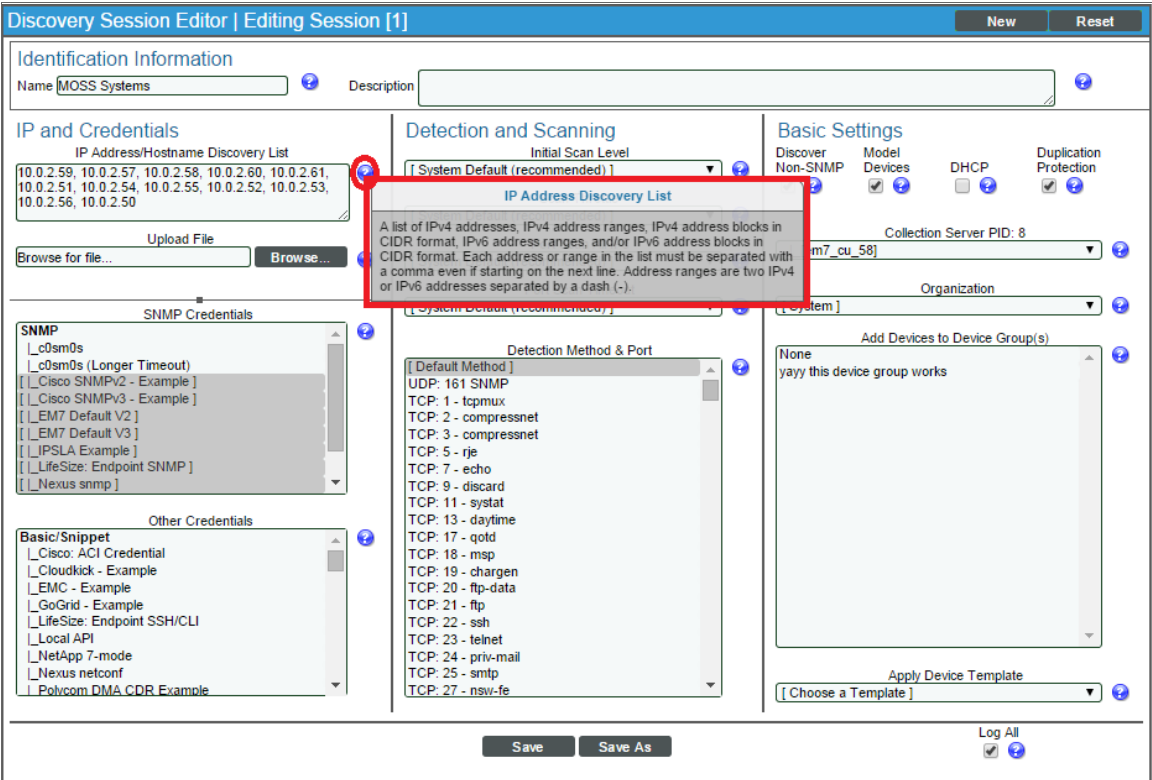 Discovery Session Editor | Editing Session [1]
New
Reset
Identification Information
Name
MOSS Systems
Description
IP and Credentials
IP Address/Hostname Discovery List
10.0.2.59, 10.0.2.57, 10.0.2.58, 10.0.2.60, 10.0.2.61,
10.0.2.51, 10.0.2.54, 10.0.2.55, 10.0.2.52, 10.0.2.53,
10.0.2.56, 10.0.2.50
Upload File
Browse for file...
Browse...
SNMP Credentials
SNMP
|_c0sm0s
|_c0sm0s (Longer Timeout)
[ |_Cisco SNMPv2 - Example ]
[ |_Cisco SNMPv3 - Example ]
[ |_EM7 Default V2 ]
[ |_EM7 Default V3 ]
[ |_IPSLA Example ]
[ |_LifeSize: Endpoint SNMP ]
[ |_Nexus snmp ]
Other Credentials
Basic/Snippet
|_Cisco: ACI Credential
|_Cloudkick - Example
|_EMC - Example
|_GoGrid - Example
|_LifeSize: Endpoint SSH/CLI
|_Local API
|_NetApp 7-mode
|_Nexus netconf
|_Polycom DMA CDR Example
Detection and Scanning
Initial Scan Level
[ System Default (recommended) ]
IP Address Discovery List
A list of IPv4 addresses, IPv4 address ranges, IPv4 address blocks in
CIDR format, IPv6 address ranges, and/or IPv6 address blocks in
CIDR format. Each address or range in the list must be separated with
a comma even if starting on the next line. Address ranges are two IPv4
or IPv6 addresses separated by a dash (-).
[ System Default (recommended) ]
Detection Method & Port
[ Default Method ]
UDP: 161 SNMP
TCP: 1 - tcpmux
TCP: 2 - compressnet
TCP: 3 - compressnet
TCP: 5 - rje
TCP: 7 - echo
TCP: 9 - discard
TCP: 11 - systat
TCP: 13 - daytime
TCP: 17 - qotd
TCP: 18 - msp
TCP: 19 - chargen
TCP: 20 - ftp-data
TCP: 21 - ftp
TCP: 22 - ssh
TCP: 23 - telnet
TCP: 24 - priv-mail
TCP: 25 - smtp
TCP: 27 - nsw-fe
Basic Settings
Discover Non-SNMP
Model Devices
DHCP
Duplication Protection
Collection Server PID: 8
em7_cu_58]
Organization
[ System ]
Add Devices to Device Group(s)
None
yayy this device group works
Apply Device Template
[ Choose a Template ]
Save
Save As
Log All